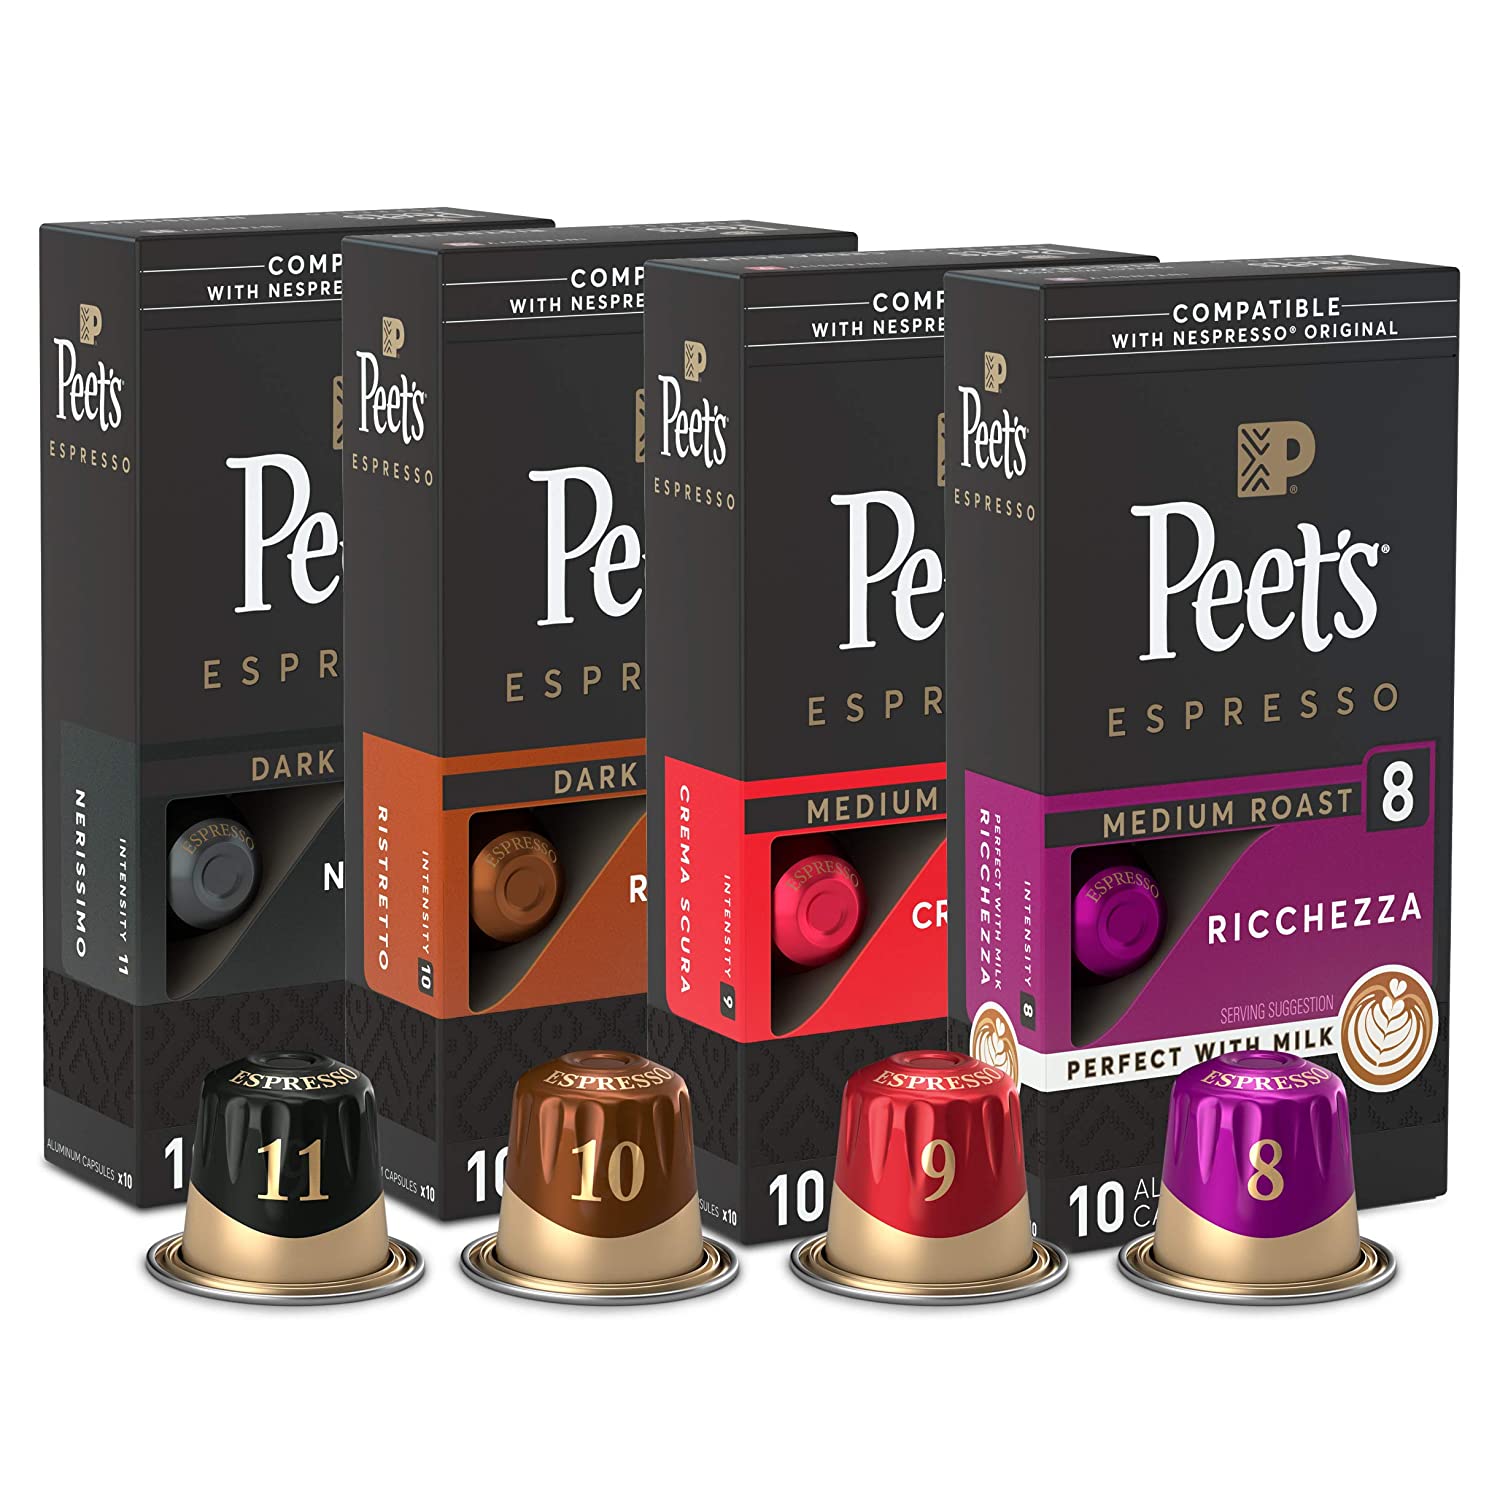 COMP
WITH NESPRE
Peet's
ESPRESSO
Pe
ESPR
DARK
N
NERISSIMO
INTENSITY 11
ALUMINUM CAPSULES x10
1
COMP
WITH NESPRE
Peet's
ESPRESSO
Pe
ESPR
DARK
R
RISTRETTO
INTENSITY 10
CAPSULES x10
10
COMP
WITH NESPRE
Peet's
ESPRESSO
Pe
ESPR
MEDIUM
CR
CREMA SCURA
INTENSITY 9
x10
10
COMPATIBLE
WITH NESPRESSO® ORIGINAL
P
Peet's®
ESPRESSO
MEDIUM ROAST 8
RICCHEZZA
SERVING SUGGESTION
PERFECT WITH MILK
10 AL
CA
Peet's
ESPRESSO
PERFECT WITH MILK
RICCHEZZA
INTENSITY 8
ESPRESSO
ESPRESSO
ESPRESSO
ESPRESSO
ESPRESSO
11
ESPRESSO
10
ESPRESSO
9
ESPRESSO
8